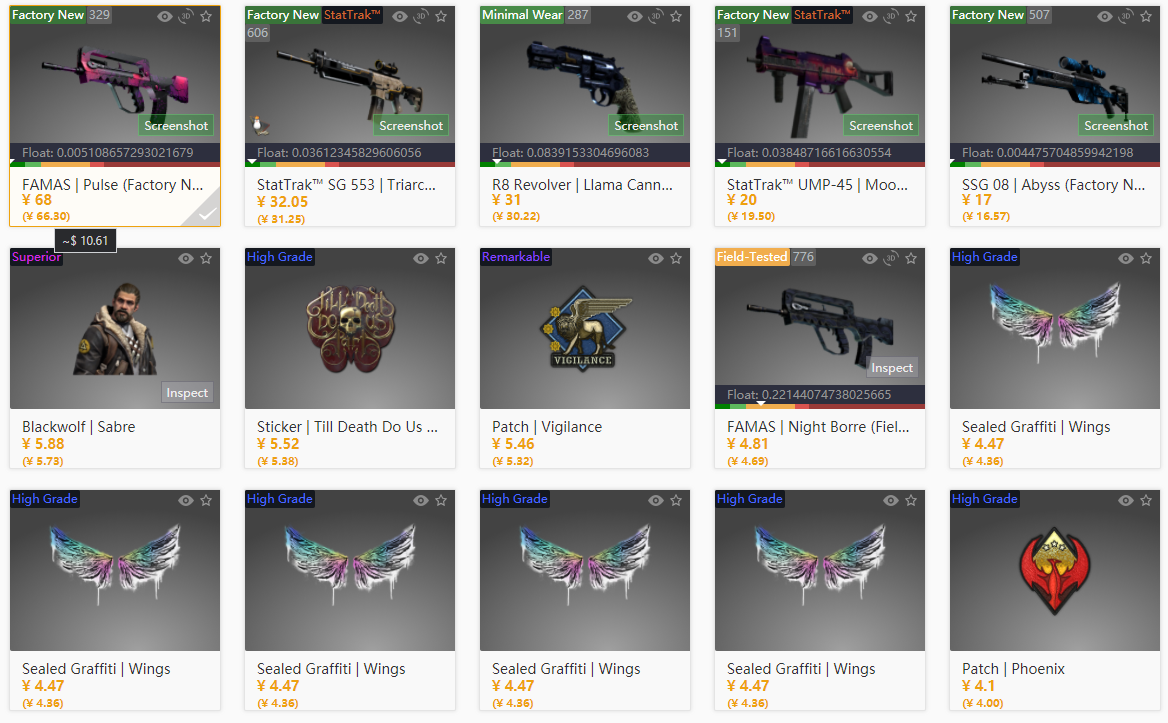 Factory New 329
Screenshot
Float: 0.005108657293021679
FAMAS | Pulse (Factory N...
¥ 68
(¥ 66.30)
~$ 10.61
Factory New StatTrak™
606
Screenshot
Float: 0.03612345829606056
StatTrak™ SG 553 | Triarc...
¥ 32.05
(¥ 31.25)
Minimal Wear 287
Screenshot
Float: 0.0839153304696083
R8 Revolver | Llama Cann...
¥ 31
(¥ 30.22)
Factory New StatTrak™
151
Screenshot
Float: 0.03848716616630554
StatTrak™ UMP-45 | Moo...
¥ 20
(¥ 19.50)
Factory New 507
Screenshot
Float: 0.004475704859942198
SSG 08 | Abyss (Factory N...
¥ 17
(¥ 16.57)
Superior
Inspect
Blackwolf | Sabre
¥ 5.88
(¥ 5.73)
High Grade
Till Death
Do Us
Part
Sticker | Till Death Do Us ...
¥ 5.52
(¥ 5.38)
Remarkable
VIGILANCE
Patch | Vigilance
¥ 5.46
(¥ 5.32)
Field-Tested 776
Inspect
Float: 0.22144074738025665
FAMAS | Night Borre (Fiel...
¥ 4.81
(¥ 4.69)
High Grade
Sealed Graffiti | Wings
¥ 4.47
(¥ 4.36)
High Grade
Sealed Graffiti | Wings
¥ 4.47
(¥ 4.36)
High Grade
Sealed Graffiti | Wings
¥ 4.47
(¥ 4.36)
High Grade
Sealed Graffiti | Wings
¥ 4.47
(¥ 4.36)
High Grade
Sealed Graffiti | Wings
¥ 4.47
(¥ 4.36)
High Grade
Patch | Phoenix
¥ 4.1
(¥ 4.00)